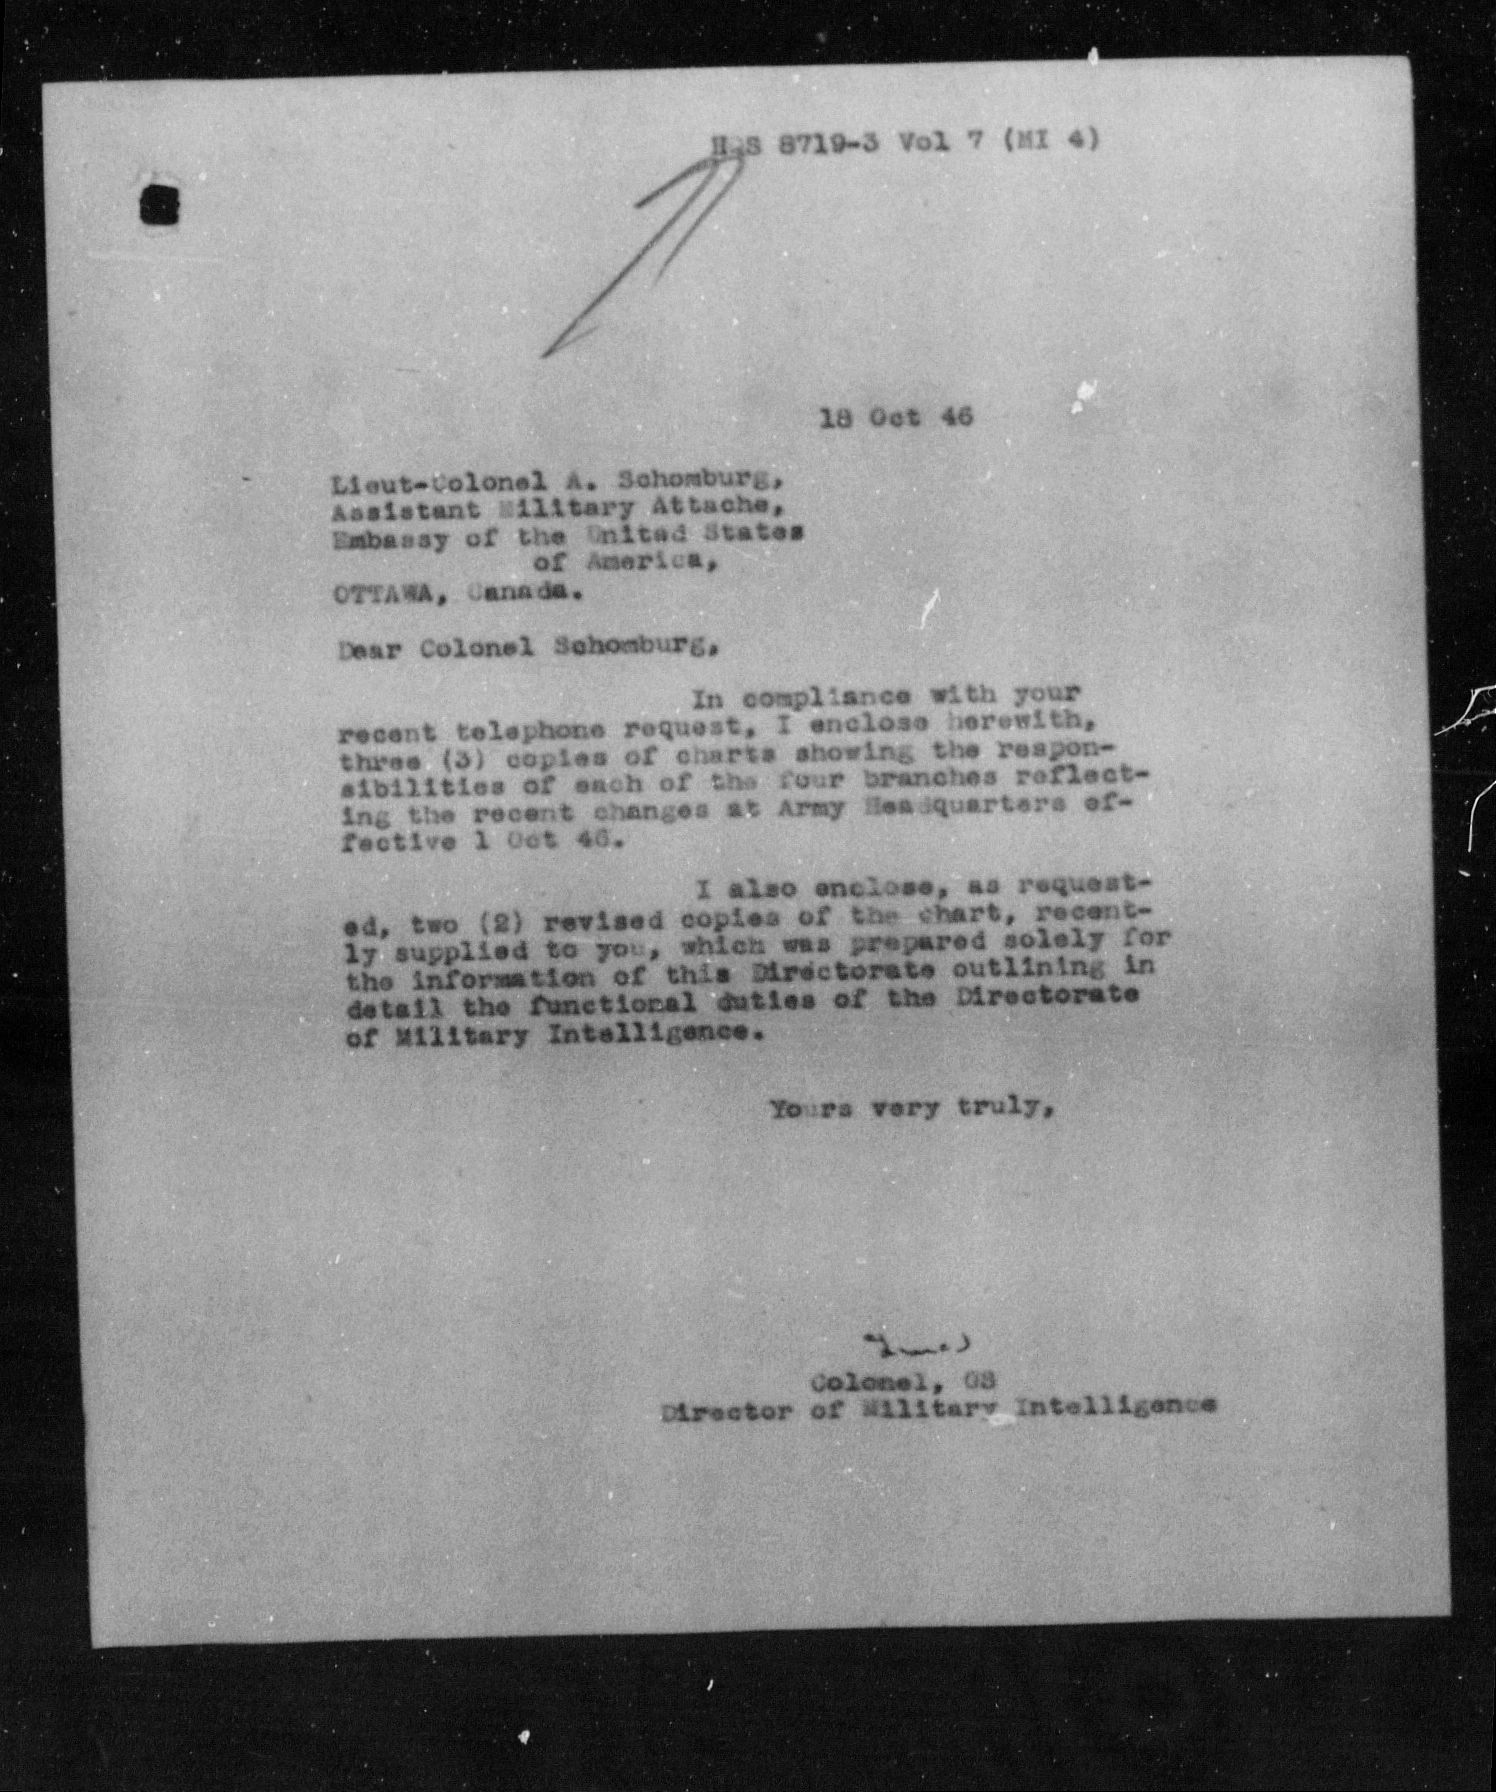 HQS 8719-3 Vol 7 (MI 4)
18 Oct 46
Lieut-Colonel A. Schomburg,
Assistant Military Attache,
Embassy of the United States
of America,
OTTAWA, Canada.
Dear Colonel Schomburg,
In compliance with your
recent telephone request, I enclose herewith,
three (3) copies of charts showing the respon-
sibilities of each of the four branches reflect-
ing the recent changes at Army Headquarters ef-
fective 1 Oct 46.
I also enclose, as request-
ed, two (2) revised copies of the chart, recent-
ly supplied to you, which was prepared solely for
the information of this Directorate outlining in
detail the functional duties of the Directorate
of Military Intelligence.
Yours very truly,
Colonel, GS
Director of Military Intelligence